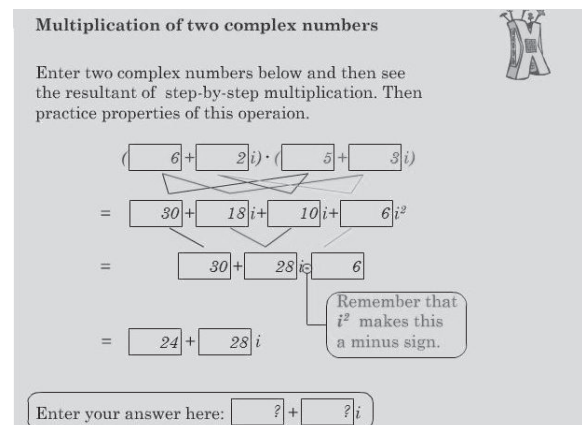 Multiplication of two complex numbers
Enter two complex numbers below and then see
the resultant of step-by-step multiplication. Then
practice properties of this operaion.
( 6 + 2 i) · ( 5 + 3 i)
= 30 + 18 i + 10 i + 6 i²
= 30 + 28 i - 6
Remember that
i² makes this
a minus sign.
= 24 + 28 i
Enter your answer here: ? + ? i